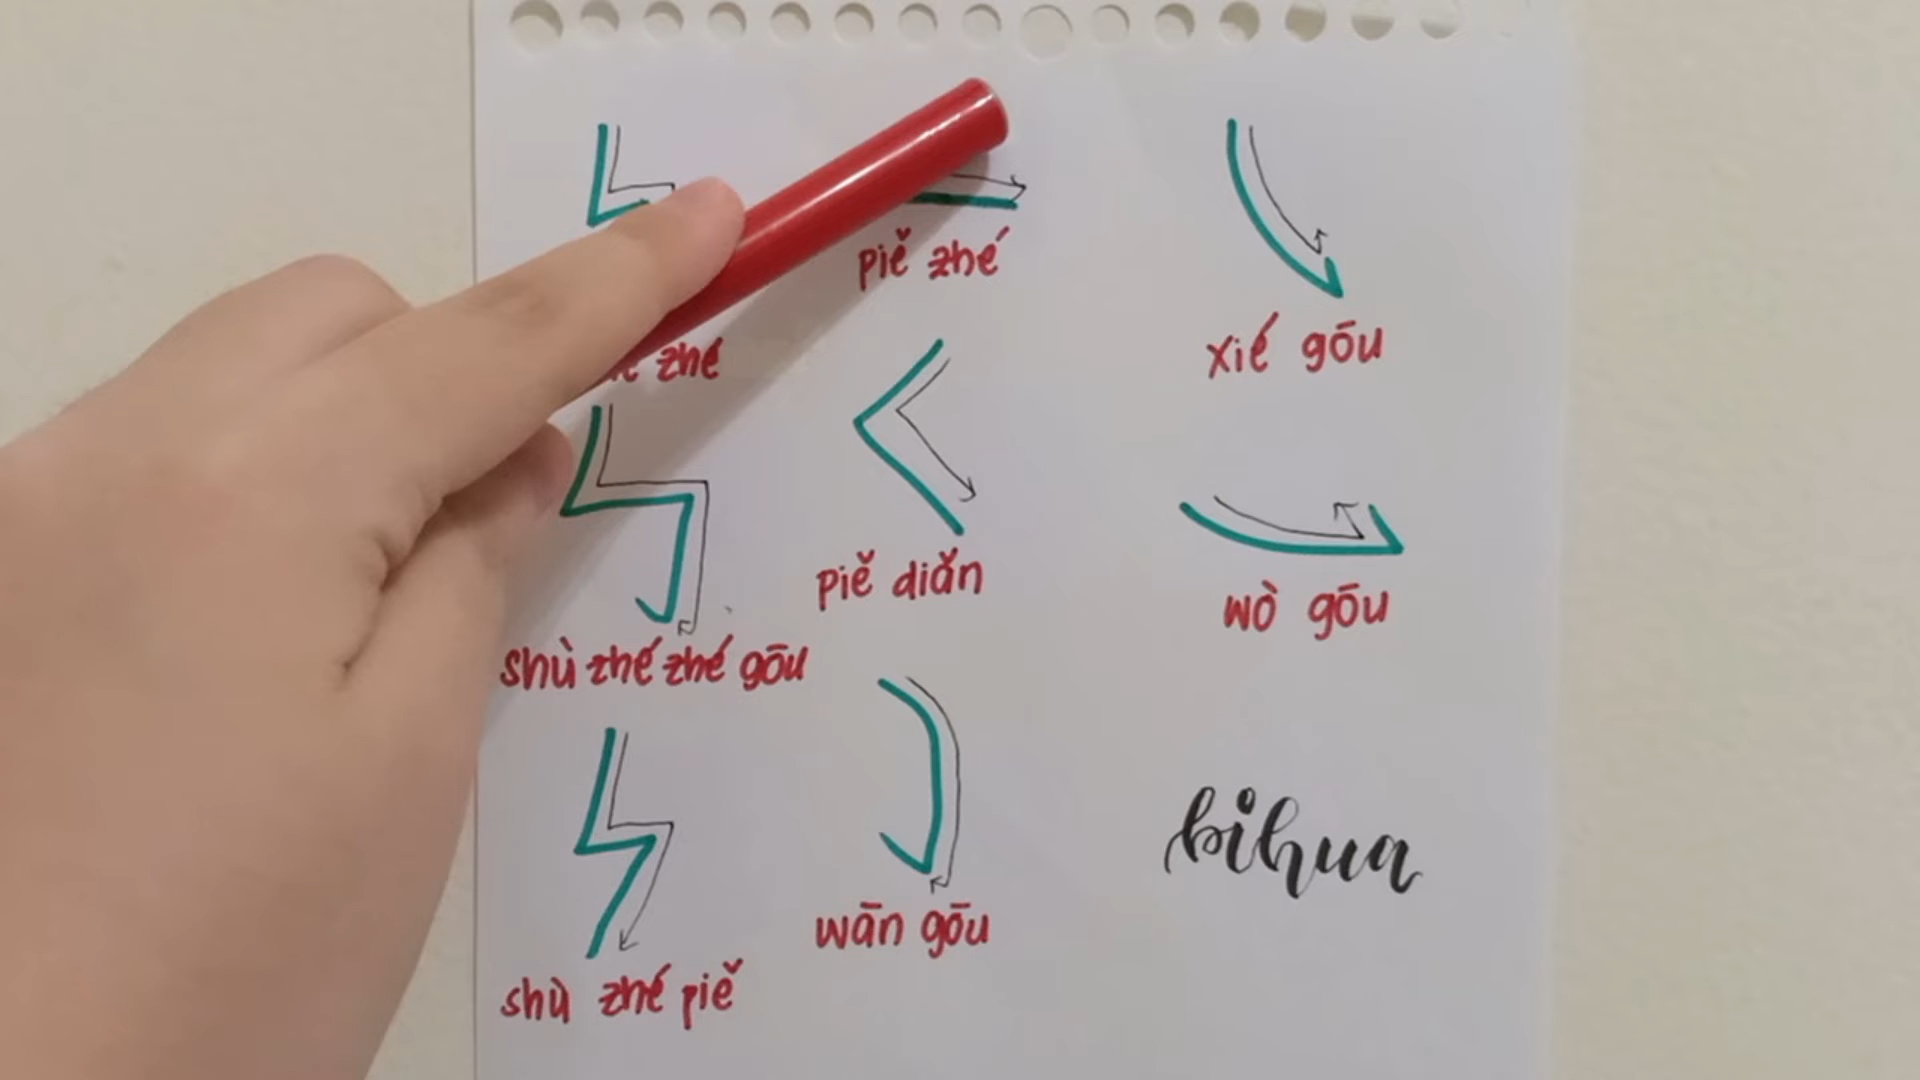 zhé
shù zhé zhé gōu
shù zhé piě
piě zhé
piě diǎn
wān gōu
xié gōu
wò gōu
bihua